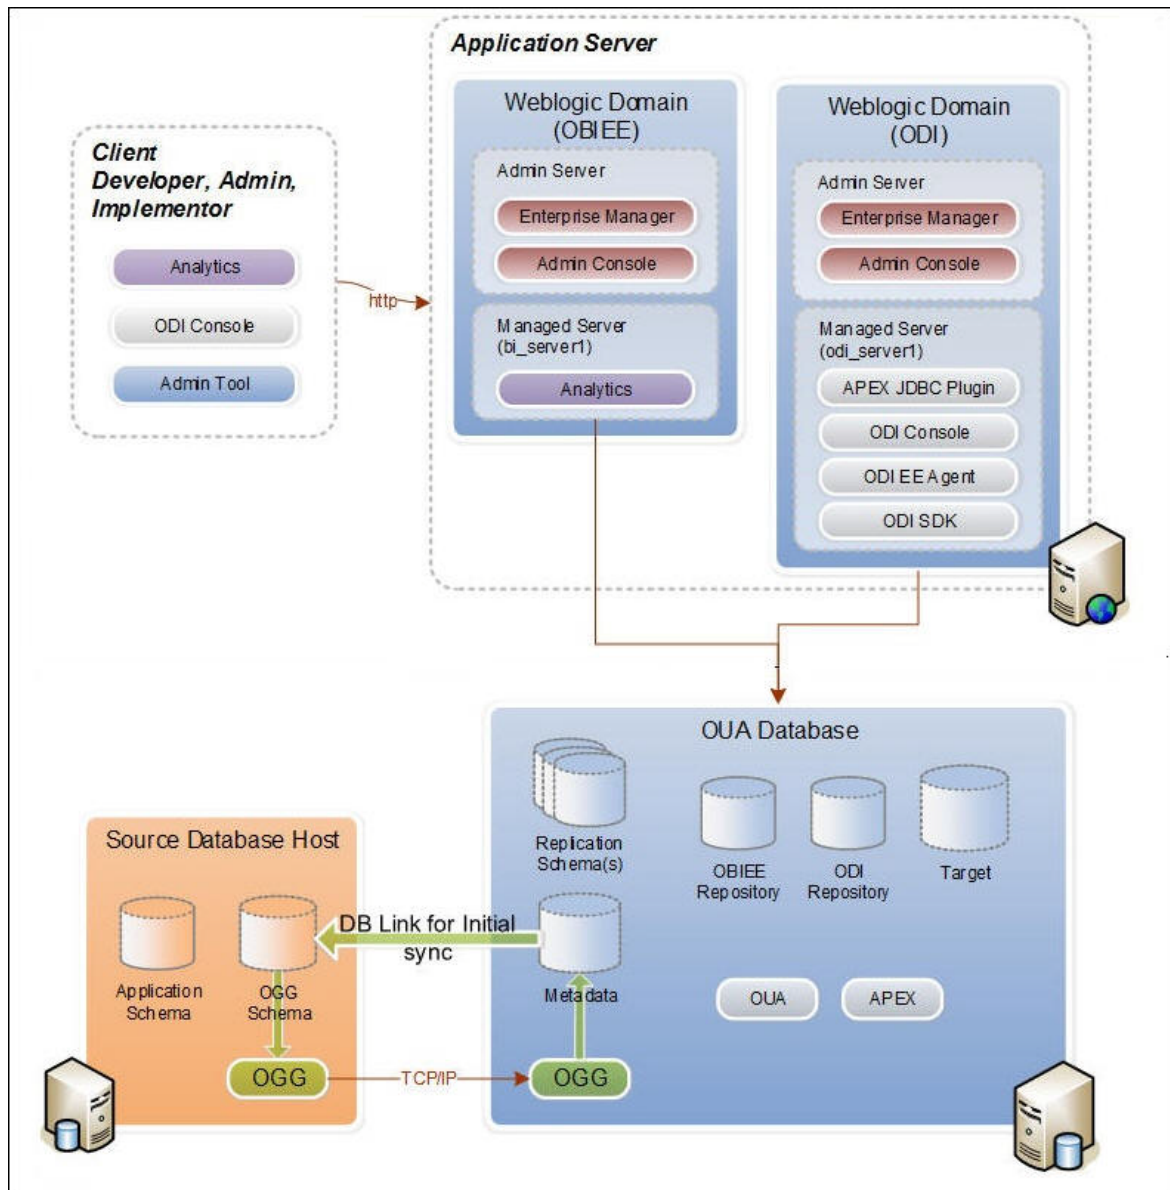 Application Server
Weblogic Domain
(OBIEE)
Admin Server
Enterprise Manager
Admin Console
Managed Server
(bi_server1)
Analytics
Weblogic Domain
(ODI)
Admin Server
Enterprise Manager
Admin Console
Managed Server
(odi_server1)
APEX JDBC Plugin
ODI Console
ODI EE Agent
ODI SDK
Client
Developer, Admin,
Implementor
Analytics
ODI Console
Admin Tool
http
OUA Database
Replication
Schema(s)
OBIEE
Repository
ODI
Repository
Target
Metadata
OUA
APEX
OGG
Source Database Host
Application
Schema
OGG
Schema
OGG
DB Link for Initial
sync
TCP/IP